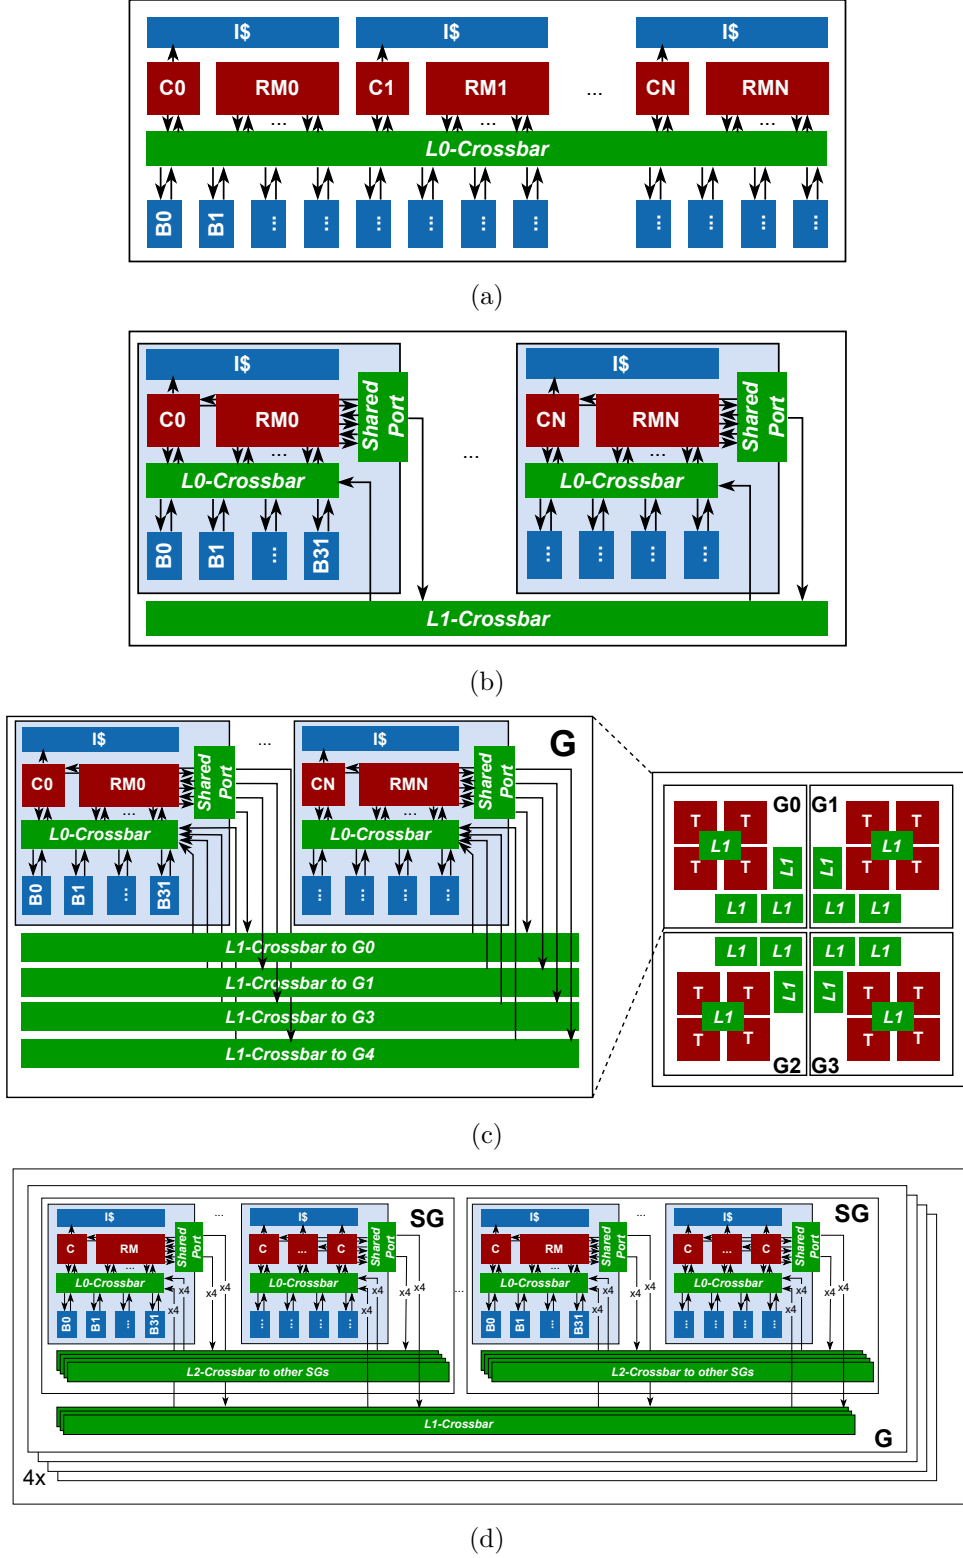 I$ I$ I$
C0 RM0 C1 RM1 ... CN RMN
... ... ...
L0-Crossbar
B0 B1 ... ... ... ... ... ... ... ... ... ...
(a)
I$ I$
C0 RM0 Shared Port CN RMN Shared Port
... ... ...
L0-Crossbar L0-Crossbar
B0 B1 ... B31 ... ... ... ...
L1-Crossbar
(b)
I$ ... I$ G
C0 RM0 Shared Port CN RMN Shared Port
... ...
L0-Crossbar L0-Crossbar
B0 B1 ... B31 ... ... ... ...
L1-Crossbar to G0
L1-Crossbar to G1
L1-Crossbar to G3
L1-Crossbar to G4
G0 G1
T T T T
L1 L1
T T L1 L1 T T
L1 L1 L1 L1
L1 L1 L1 L1
T T L1 L1 T T
L1 L1
T T T T
G2 G3
(c)
I$ ... I$ SG I$ ... I$ SG
C RM Shared Port C ... C Shared Port C RM Shared Port C ... C Shared Port
... ...
L0-Crossbar L0-Crossbar L0-Crossbar L0-Crossbar
x4 x4 x4 x4 x4 x4 x4 x4 ... x4 x4 x4 x4 x4 x4 x4 x4
B0 B1 ... B31 ... ... ... ... B0 B1 ... B31 ... ... ... ...
L2-Crossbar to other SGs L2-Crossbar to other SGs
L1-Crossbar
G
4x
(d)